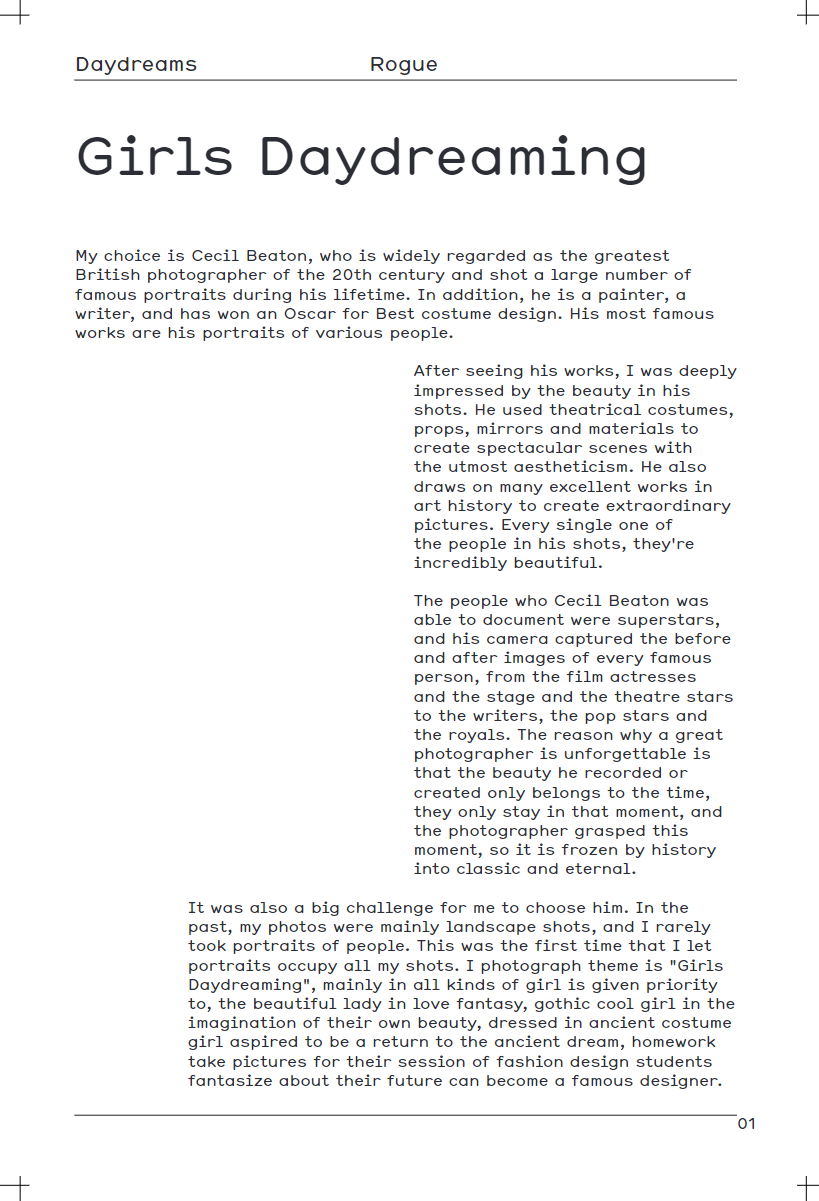 Daydreams Rogue
Girls Daydreaming
My choice is Cecil Beaton, who is widely regarded as the greatest
British photographer of the 20th century and shot a large number of
famous portraits during his lifetime. In addition, he is a painter, a
writer, and has won an Oscar for Best costume design. His most famous
works are his portraits of various people.
After seeing his works, I was deeply
impressed by the beauty in his
shots. He used theatrical costumes,
props, mirrors and materials to
create spectacular scenes with
the utmost aestheticism. He also
draws on many excellent works in
art history to create extraordinary
pictures. Every single one of
the people in his shots, they're
incredibly beautiful.
The people who Cecil Beaton was
able to document were superstars,
and his camera captured the before
and after images of every famous
person, from the film actresses
and the stage and the theatre stars
to the writers, the pop stars and
the royals. The reason why a great
photographer is unforgettable is
that the beauty he recorded or
created only belongs to the time,
they only stay in that moment, and
the photographer grasped this
moment, so it is frozen by history
into classic and eternal.
It was also a big challenge for me to choose him. In the
past, my photos were mainly landscape shots, and I rarely
took portraits of people. This was the first time that I let
portraits occupy all my shots. I photograph theme is "Girls
Daydreaming", mainly in all kinds of girl is given priority
to, the beautiful lady in love fantasy, gothic cool girl in the
imagination of their own beauty, dressed in ancient costume
girl aspired to be a return to the ancient dream, homework
take pictures for their session of fashion design students
fantasize about their future can become a famous designer.
01